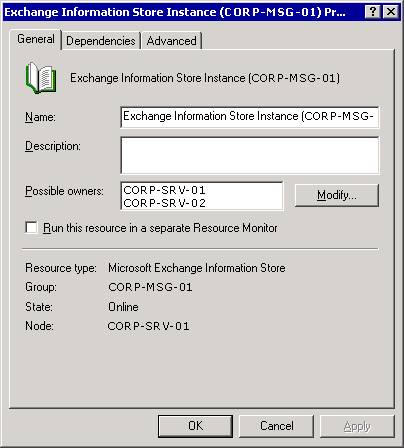 Exchange Information Store Instance (CORP-MSG-01) Pr...
General
Dependencies
Advanced
Exchange Information Store Instance (CORP-MSG-01)
Name:
Exchange Information Store Instance (CORP-MSG-
Description:
Possible owners:
CORP-SRV-01
CORP-SRV-02
Modify...
Run this resource in a separate Resource Monitor
Resource type: Microsoft Exchange Information Store
Group: CORP-MSG-01
State: Online
Node: CORP-SRV-01
OK
Cancel
Apply